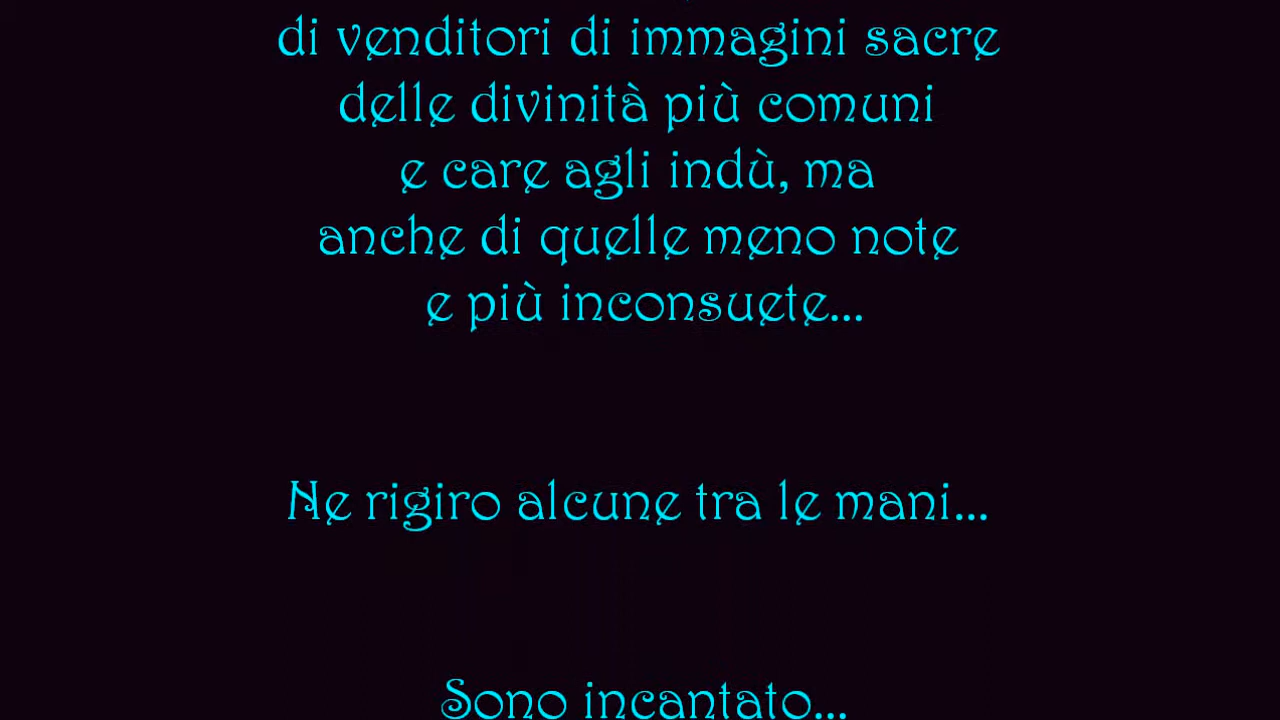 di venditori di immagini sacre
delle divinità più comuni
e care agli indù, ma
anche di quelle meno note
e più inconsuete...
Ne rigiro alcune tra le mani...
Sono incantato...